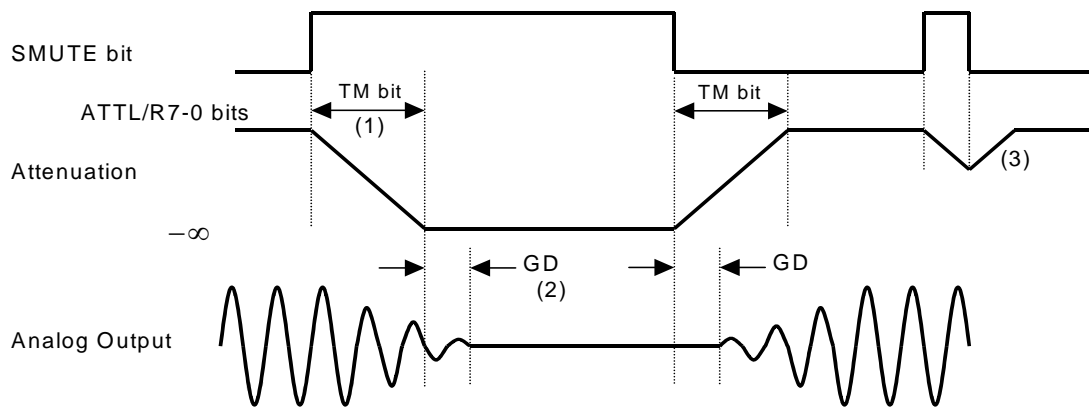 SMUTE bit
TM bit
TM bit
ATTL/R7-0 bits
(1)
(3)
Attenuation
−∞
GD
GD
(2)
Analog Output